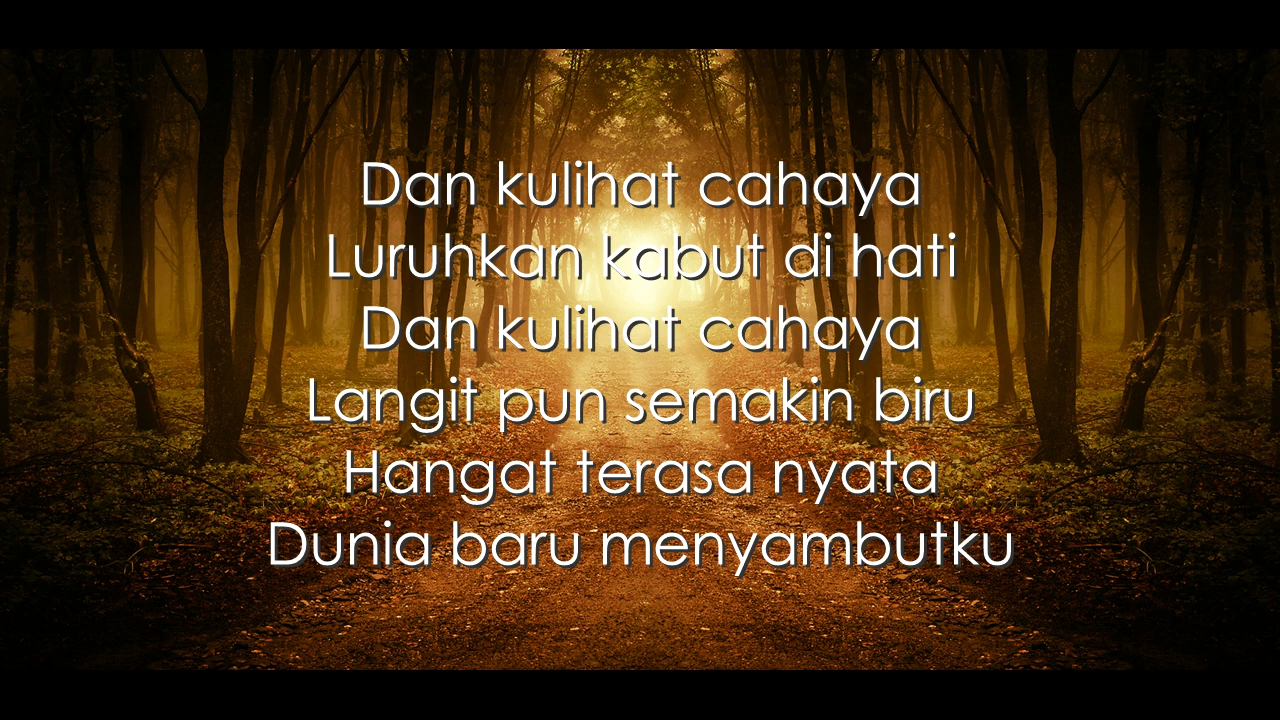 Dan kulihat cahaya
Luruhkan kabut di hati
Dan kulihat cahaya
Langit pun semakin biru
Hangat terasa nyata
Dunia baru menyambutku